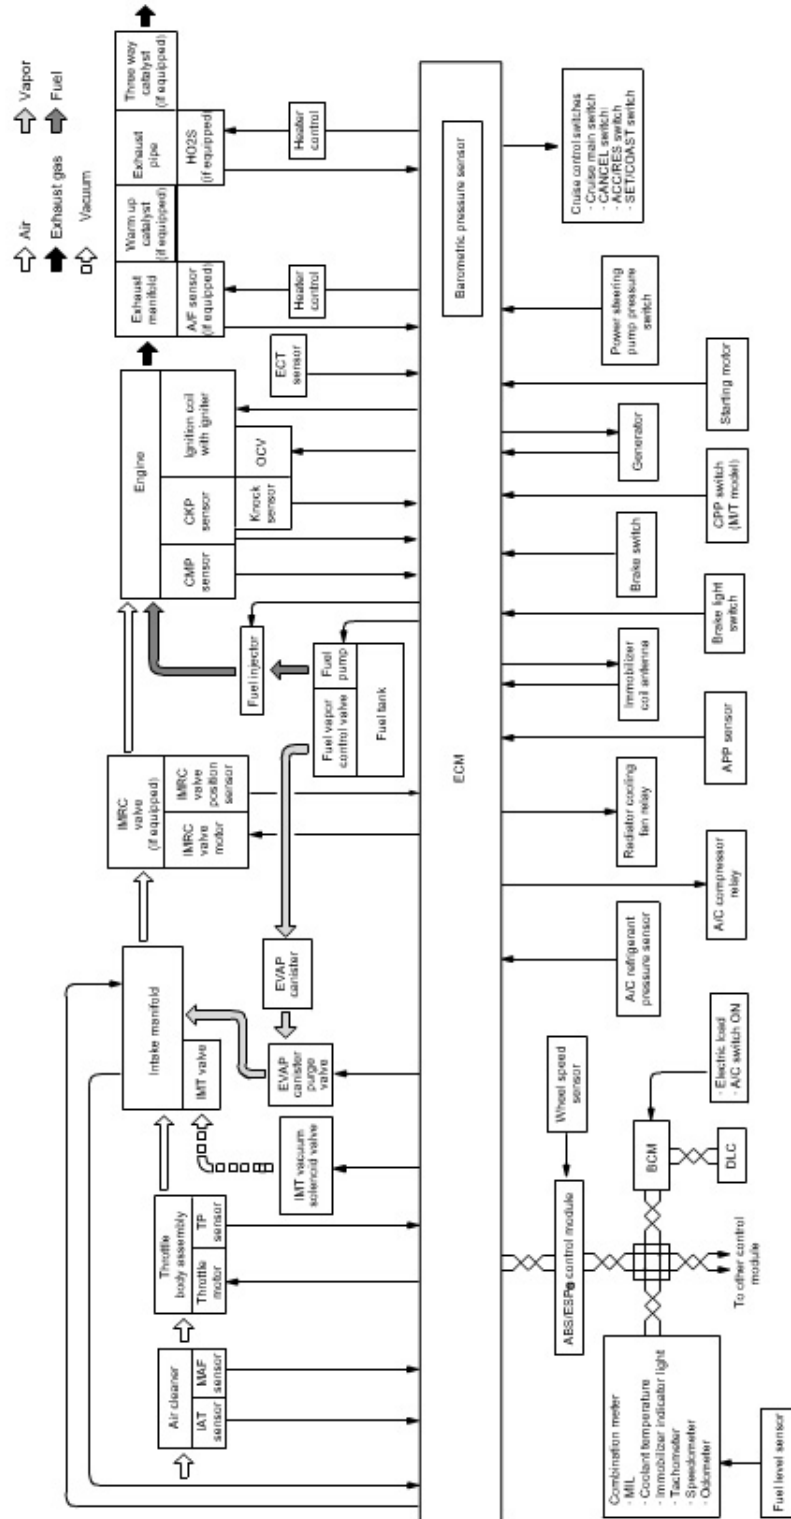 Air
Exhaust gas
Vacuum
Vapor
Fuel
Air cleaner
IAT
sensor
MAF
sensor
Throttle
body assembly
Throttle
motor
TP
sensor
Intake manifold
IMT valve
IMT vacuum
solenoid valve
EVAP
canister
purge
valve
EVAP
canister
IMRC
valve
(if equipped)
IMRC
valve
motor
IMRC
valve
position
sensor
Fuel injector
Fuel vapor
control valve
Fuel
pump
Fuel tank
Engine
CMP
sensor
CKP
sensor
Ignition coil
with igniter
Knock
sensor
OCV
ECT
sensor
Exhaust
manifold
A/F sensor
(if equipped)
Warm up
catalyst
(if equipped)
Exhaust
pipe
HO2S
(if equipped)
Three way
catalyst
(if equipped)
Heater
control
Heater
control
ECM
Barometric pressure sensor
Combination meter
- MIL
- Coolant temperature
- Immobilizer indicator light
- Tachometer
- Speedometer
- Odometer
Fuel level sensor
ABS/ESP® control module
Wheel speed
sensor
To other control
module
BCM
DLC
- Electric load
- A/C switch ON
A/C refrigerant
pressure sensor
A/C compressor
relay
Radiator cooling
fan relay
APP sensor
Immobilizer
coil antenna
Brake light
switch
Brake switch
CPP switch
(M/T model)
Generator
Starting motor
Power steering
pump pressure
switch
Cruise control switches
- Cruise main switch
- CANCEL switch
- ACC/RES switch
- SET/COAST switch